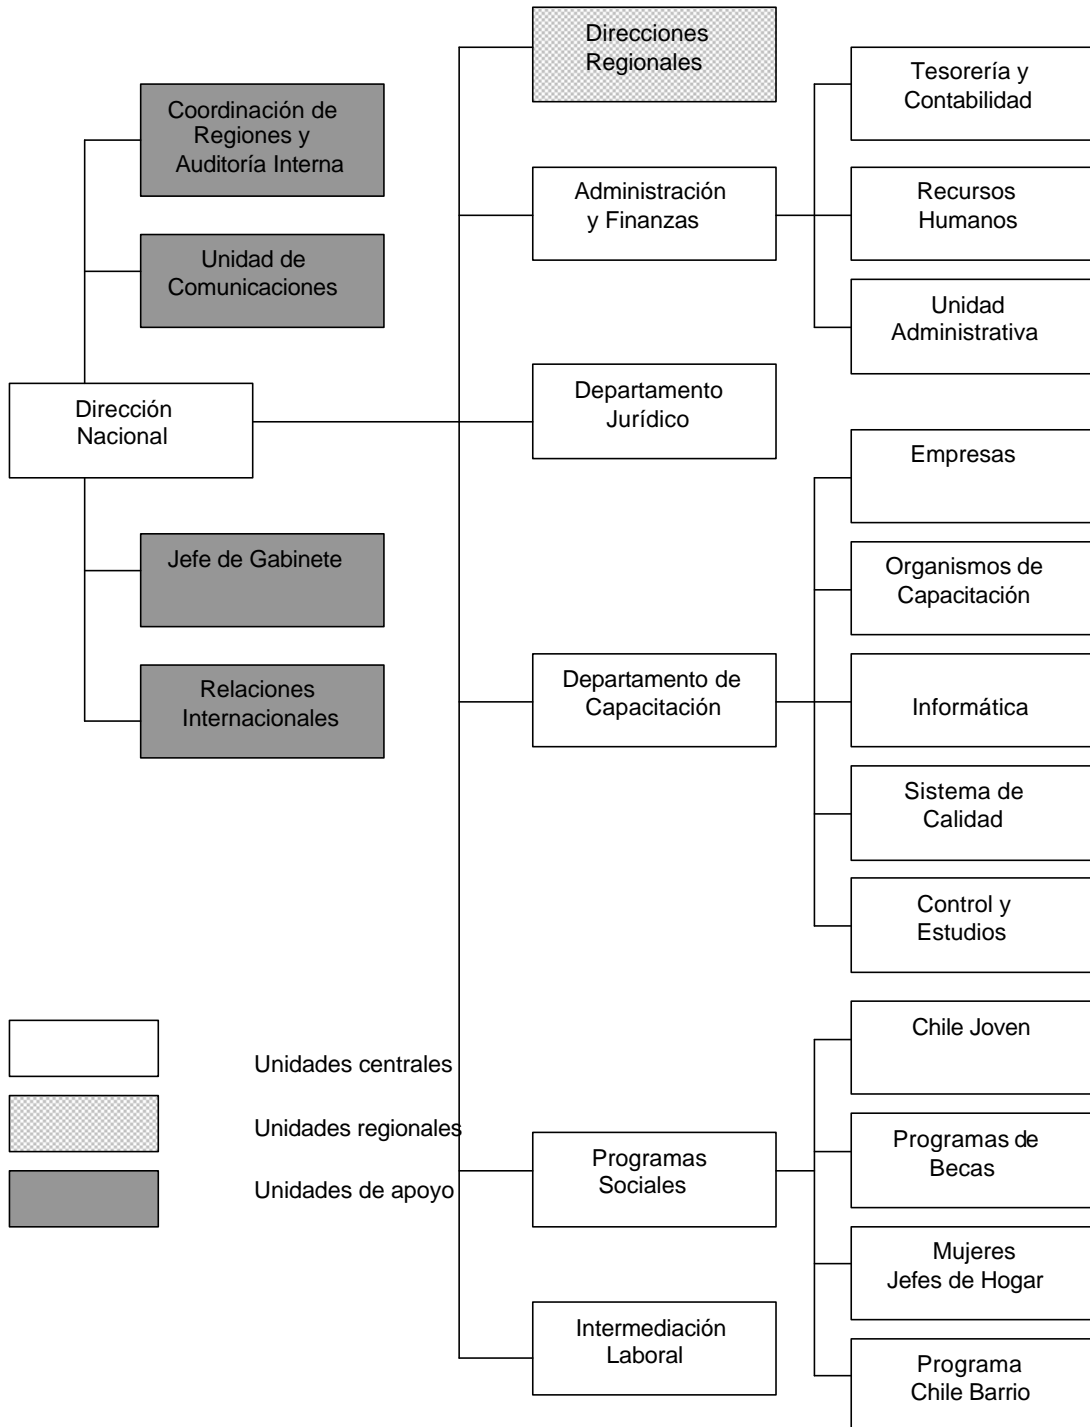 Direcciones
Regionales
Tesorería y
Contabilidad
Coordinación de
Regiones y
Auditoría Interna
Administración
y Finanzas
Recursos
Humanos
Unidad de
Comunicaciones
Unidad
Administrativa
Dirección
Nacional
Departamento
Jurídico
Empresas
Jefe de Gabinete
Organismos de
Capacitación
Relaciones
Internacionales
Departamento de
Capacitación
Informática
Sistema de
Calidad
Control y
Estudios
Chile Joven
Unidades centrales
Unidades regionales
Unidades de apoyo
Programas
Sociales
Programas de
Becas
Mujeres
Jefes de Hogar
Intermediación
Laboral
Programa
Chile Barrio